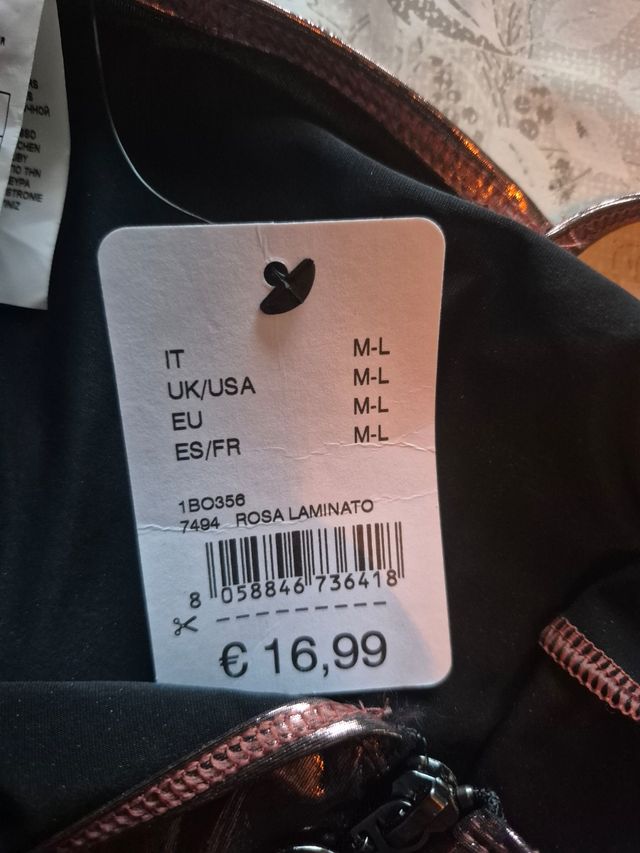 IT M-L
UK/USA M-L
EU M-L
ES/FR M-L
1BO356
7494 ROSA LAMINATO
8 058846 736418
€ 16,99